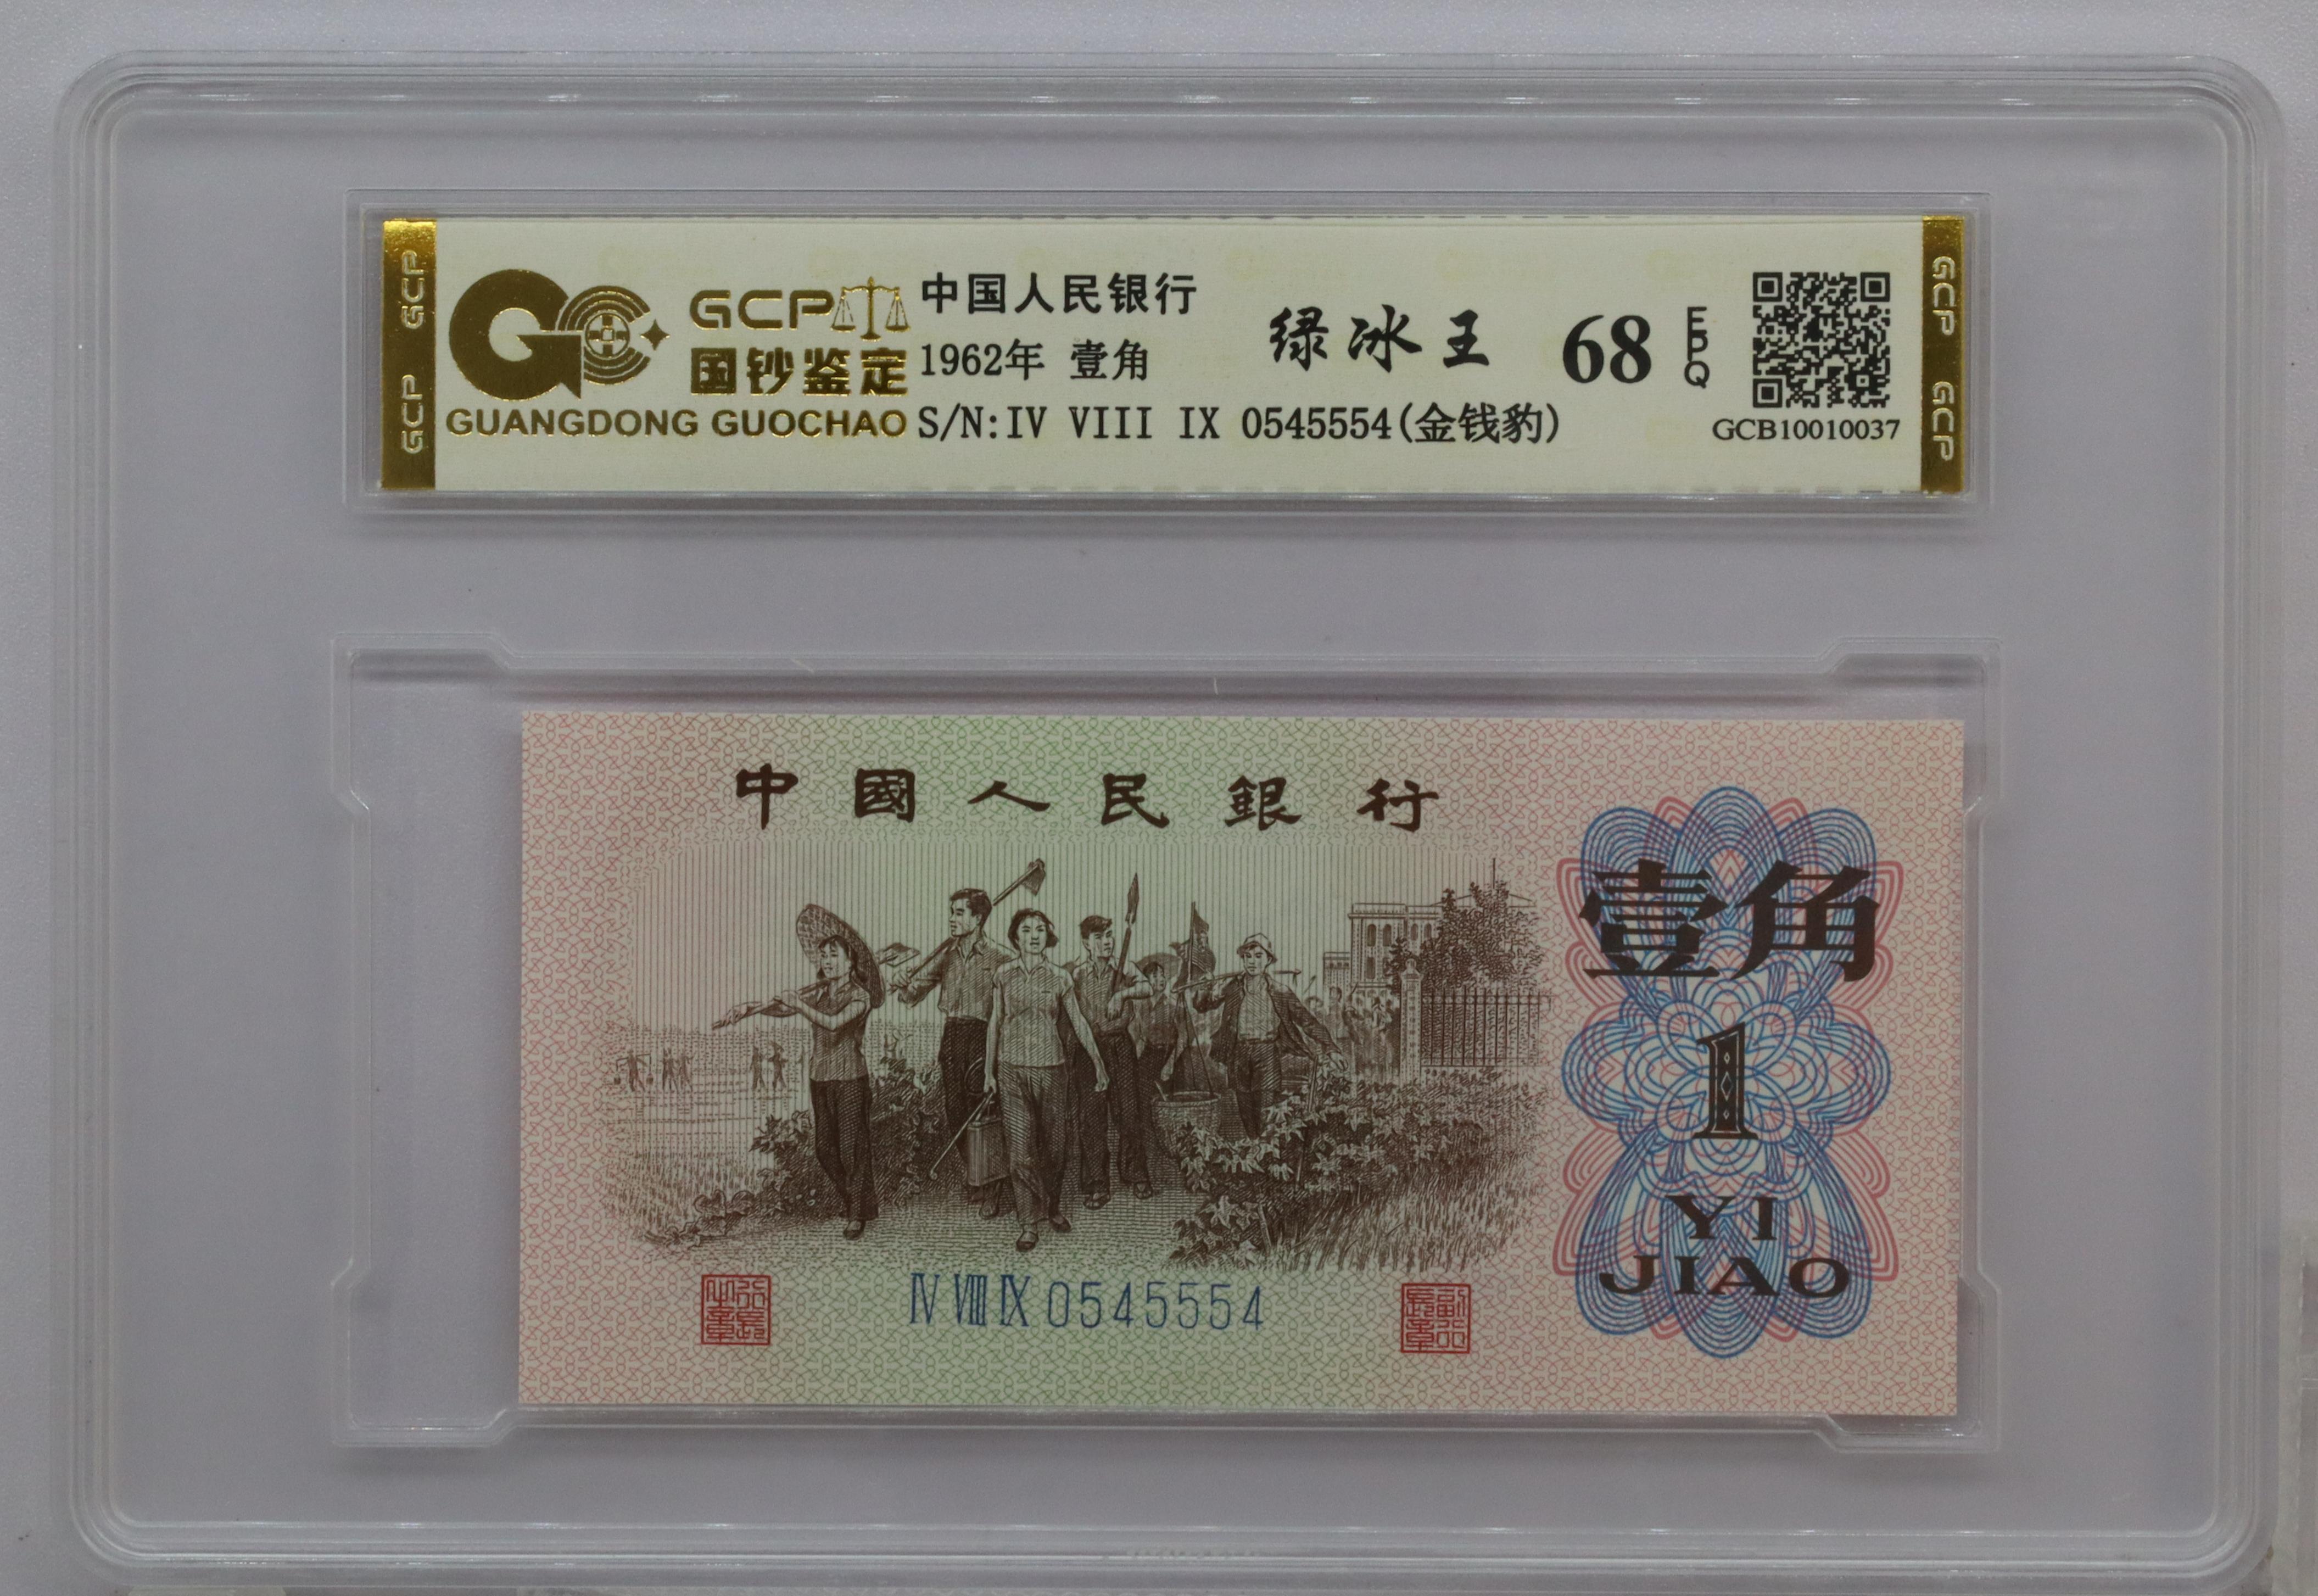 GCP
GCP
GCP
国钞鉴定
GUANGDONG GUOCHAO
中国人民银行
1962年 壹角
S/N:IV VIII IX 0545554(金钱豹)
绿冰王
68
EPQ
GCB10010037
GCP
GCP
中國人民銀行
壹角
1
YI
JIAO
IV VIII IX 0545554